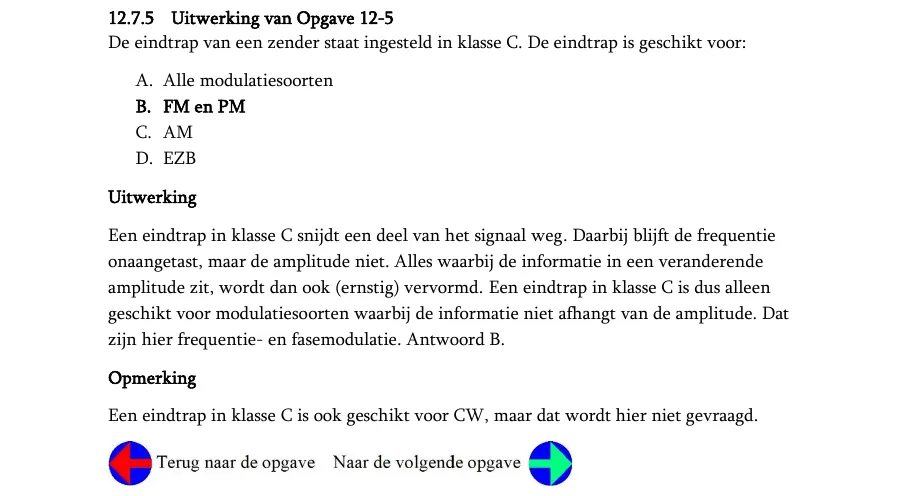 12.7.5 Uitwerking van Opgave 12-5
De eindtrap van een zender staat ingesteld in klasse C. De eindtrap is geschikt voor:
A. Alle modulatiesoorten
B. FM en PM
C. AM
D. EZB
Uitwerking
Een eindtrap in klasse C snijdt een deel van het signaal weg. Daarbij blijft de frequentie
onaangetast, maar de amplitude niet. Alles waarbij de informatie in een veranderende
amplitude zit, wordt dan ook (ernstig) vervormd. Een eindtrap in klasse C is dus alleen
geschikt voor modulatiesoorten waarbij de informatie niet afhangt van de amplitude. Dat
zijn hier frequentie- en fasemodulatie. Antwoord B.
Opmerking
Een eindtrap in klasse C is ook geschikt voor CW, maar dat wordt hier niet gevraagd.
Terug naar de opgave Naar de volgende opgave